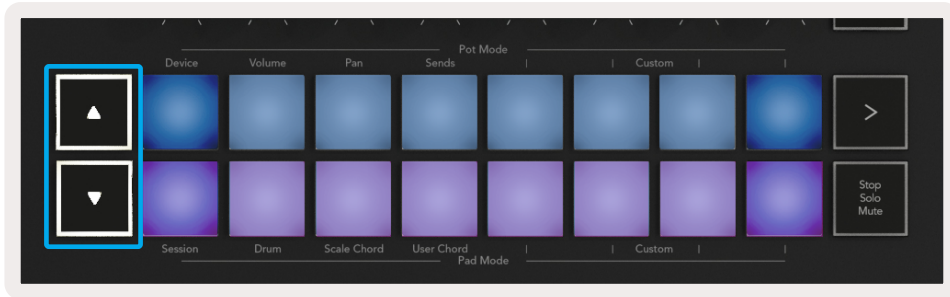 Pot Mode
Device Volume Pan Sends Custom
>
Stop
Solo
Mute
Session Drum Scale Chord User Chord Custom
Pad Mode